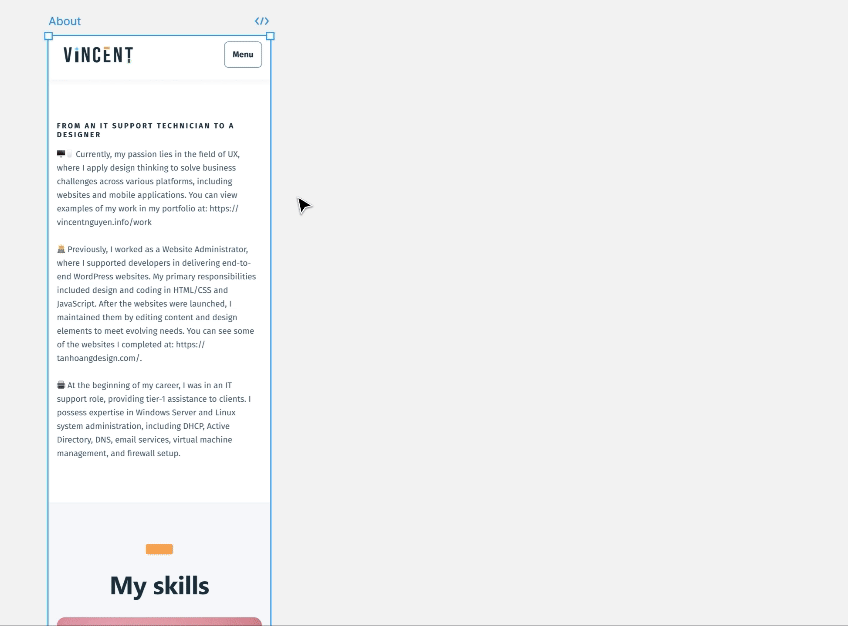 About
</>
VINCENT
Menu
FROM AN IT SUPPORT TECHNICIAN TO A
DESIGNER
Currently, my passion lies in the field of UX,
where I apply design thinking to solve business
challenges across various platforms, including
websites and mobile applications. You can view
examples of my work in my portfolio at: https://
vincentnguyen.info/work
Previously, I worked as a Website Administrator,
where I supported developers in delivering end-to-
end WordPress websites. My primary responsibilities
included design and coding in HTML/CSS and
JavaScript. After the websites were launched, I
maintained them by editing content and design
elements to meet evolving needs. You can see some
of the websites I completed at: https://
tanhoangdesign.com/.
At the beginning of my career, I was in an IT
support role, providing tier-1 assistance to clients. I
possess expertise in Windows Server and Linux
system administration, including DHCP, Active
Directory, DNS, email services, virtual machine
management, and firewall setup.
My skills